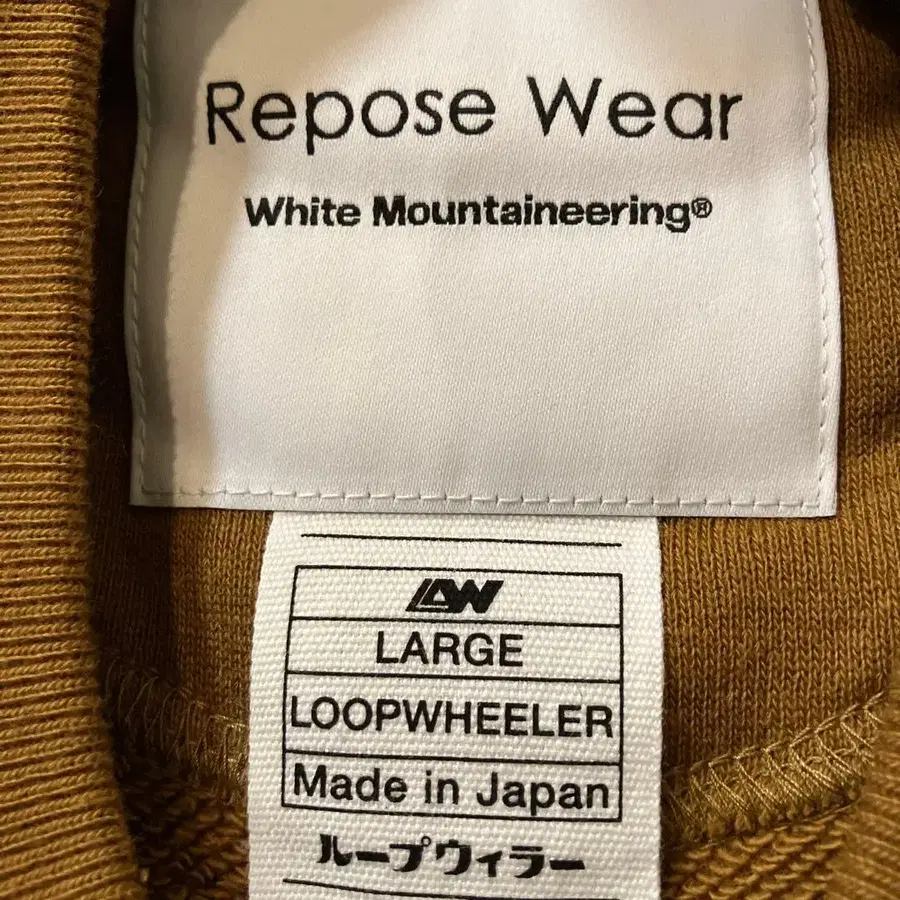 Repose Wear
White Mountaineering®
LW
LARGE
LOOPWHEELER
Made in Japan
ループウィラー